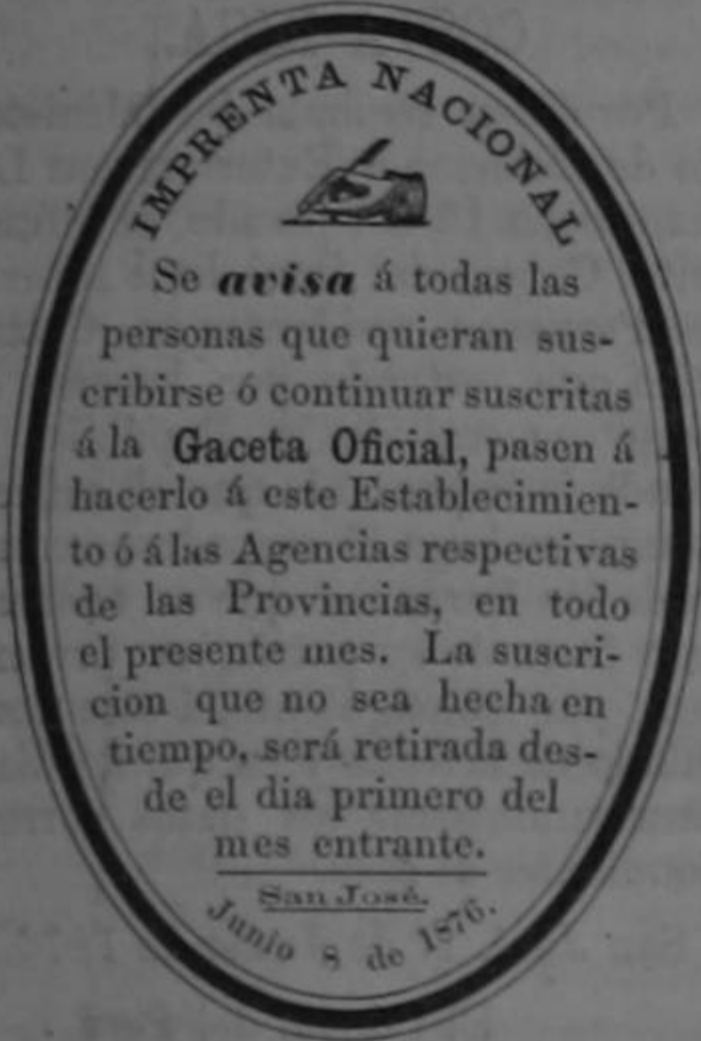 IMPRENTA NACIONAL
Se avisa á todas las
personas que quieran sus-
cribirse ó continuar suscritas
á la Gaceta Oficial, pasen á
hacerlo á este Establecimien-
to ó á las Agencias respectivas
de las Provincias, en todo
el presente mes. La suscri-
cion que no sea hecha en
tiempo, será retirada des-
de el dia primero del
mes entrante.
San José.
Junio 8 de 1876.